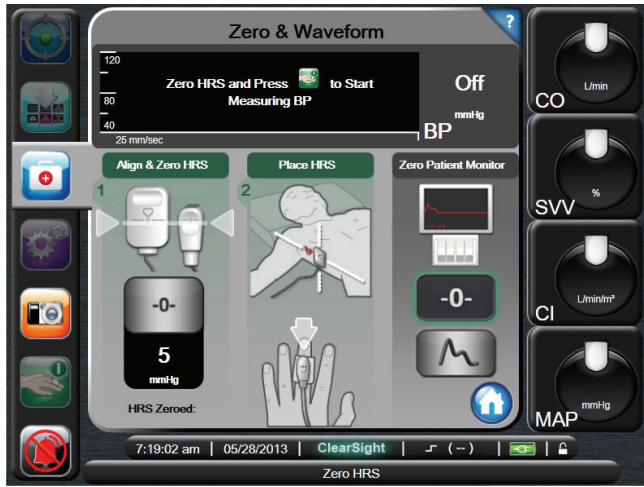 Zero & Waveform
?
120
80
40
Zero HRS and Press to Start
Measuring BP
25 mm/sec
Off
mmHg
BP
Align & Zero HRS
Place HRS
Zero Patient Monitor
1
2
-0-
5
mmHg
HRS Zeroed:
-0-
CO
L/min
SVV
%
CI
L/min/m²
MAP
mmHg
7:19:02 am | 05/28/2013 | ClearSight | (--) |
Zero HRS